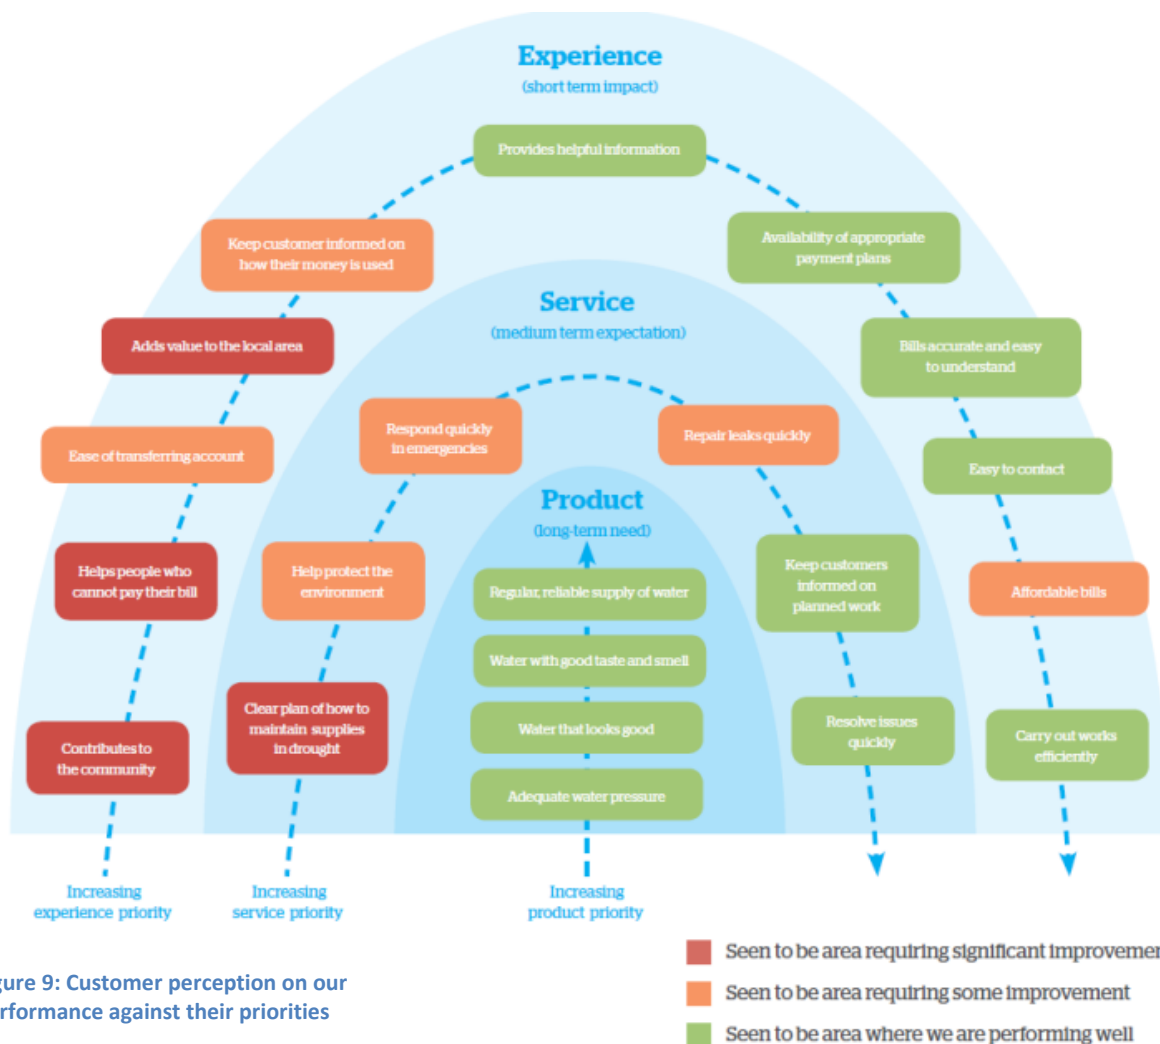 Experience
(short term impact)
Provides helpful information
Keep customer informed on
how their money is used
Availability of appropriate
payment plans
Service
(medium term expectation)
Adds value to the local area
Bills accurate and easy
to understand
Respond quickly
in emergencies
Repair leaks quickly
Ease of transferring account
Easy to contact
Product
(long-term need)
Helps people who
cannot pay their bill
Help protect the
environment
Regular, reliable supply of water
Keep customers
informed on
planned work
Affordable bills
Water with good taste and smell
Clear plan of how to
maintain supplies
in drought
Water that looks good
Resolve issues
quickly
Contributes to
the community
Carry out works
efficiently
Adequate water pressure
Increasing
experience priority
Increasing
service priority
Increasing
product priority
Seen to be area requiring significant improvemen
Seen to be area requiring some improvement
Seen to be area where we are performing well
gure 9: Customer perception on our
erformance against their priorities